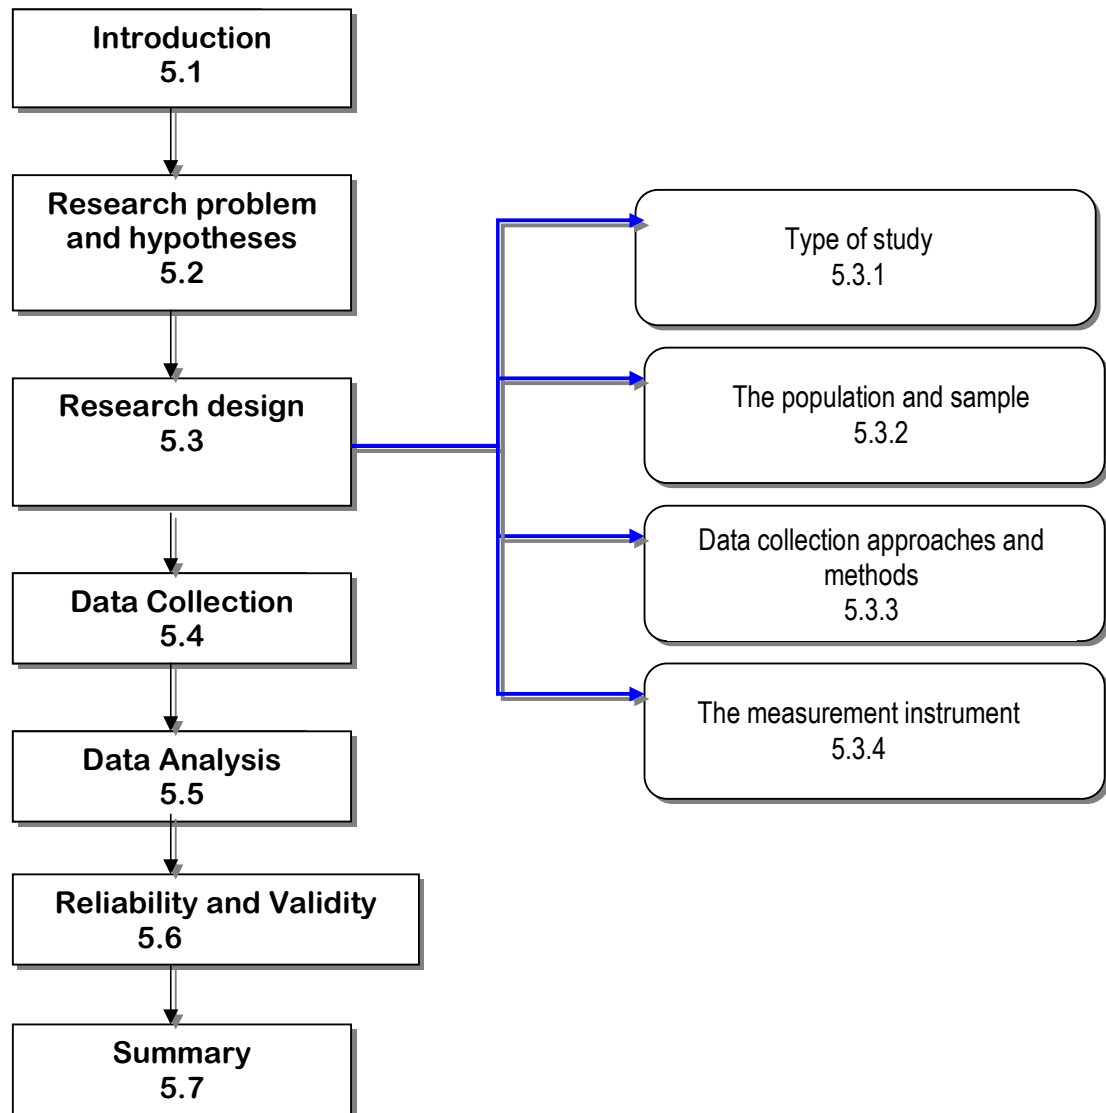 Introduction
5.1
Research problem
and hypotheses
5.2
Research design
5.3
Type of study
5.3.1
The population and sample
5.3.2
Data collection approaches and
methods
5.3.3
The measurement instrument
5.3.4
Data Collection
5.4
Data Analysis
5.5
Reliability and Validity
5.6
Summary
5.7